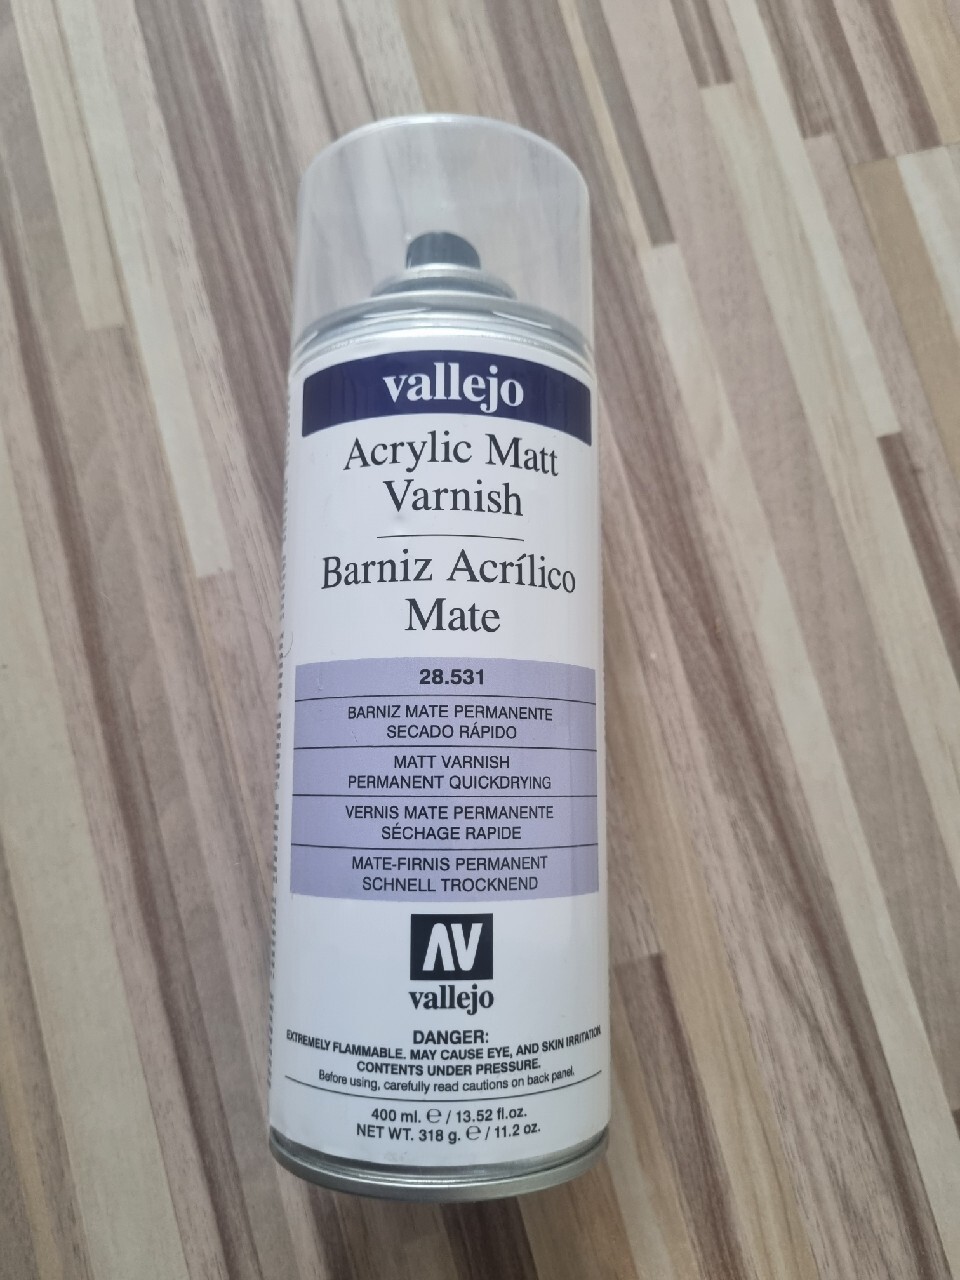 vallejo
Acrylic Matt
Varnish
Barniz Acrílico
Mate
28.531
BARNIZ MATE PERMANENTE
SECADO RÁPIDO
MATT VARNISH
PERMANENT QUICKDRYING
VERNIS MATE PERMANENTE
SÉCHAGE RAPIDE
MATE-FIRNIS PERMANENT
SCHNELL TROCKNEND
AV
vallejo
DANGER:
EXTREMELY FLAMMABLE. MAY CAUSE EYE, AND SKIN IRRITATION.
CONTENTS UNDER PRESSURE.
Before using, carefully read cautions on back panel.
400 ml. ℮ / 13.52 fl.oz.
NET WT. 318 g. ℮ / 11.2 oz.